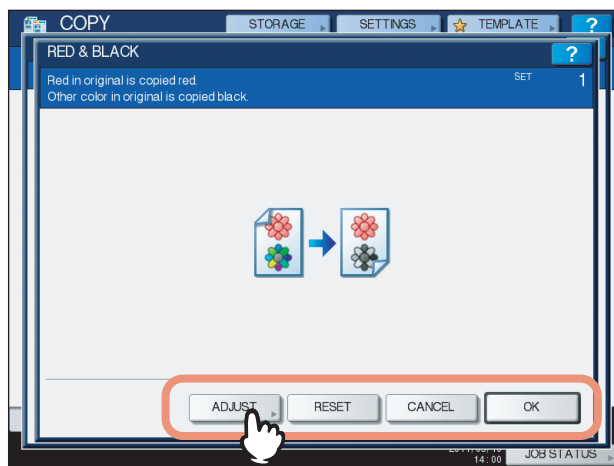 COPY
STORAGE
SETTINGS
TEMPLATE
?
RED & BLACK
?
Red in original is copied red.
Other color in original is copied black.
SET
1
ADJUST
RESET
CANCEL
OK
14 : 00
JOB STATUS